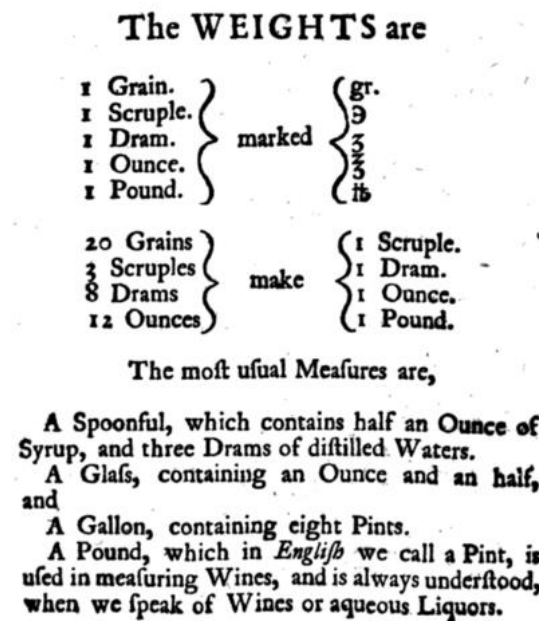 The WEIGHTS are
1 Grain.
1 Scruple.
1 Dram.
1 Ounce.
1 Pound.
marked
gr.
℈
ʒ
℥
℔
20 Grains
3 Scruples
8 Drams
12 Ounces
make
1 Scruple.
1 Dram.
1 Ounce.
1 Pound.
The moſt uſual Meaſures are,
A Spoonful, which contains half an Ounce of
Syrup, and three Drams of diſtilled Waters.
A Glaſs, containing an Ounce and an half,
and
A Gallon, containing eight Pints.
A Pound, which in Engliſh we call a Pint, is
uſed in meaſuring Wines, and is always underſtood,
when we ſpeak of Wines or aqueous Liquors.